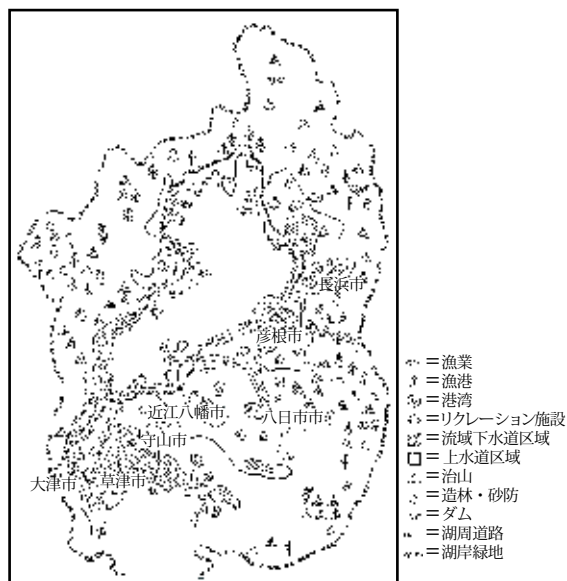 長浜市
彦根市
近江八幡市
八日市市
守山市
大津市
草津市
=漁業
=漁港
=港湾
=リクレーション施設
=流域下水道区域
=上水道区域
=治山
=造林・砂防
=ダム
=湖周道路
=湖岸緑地